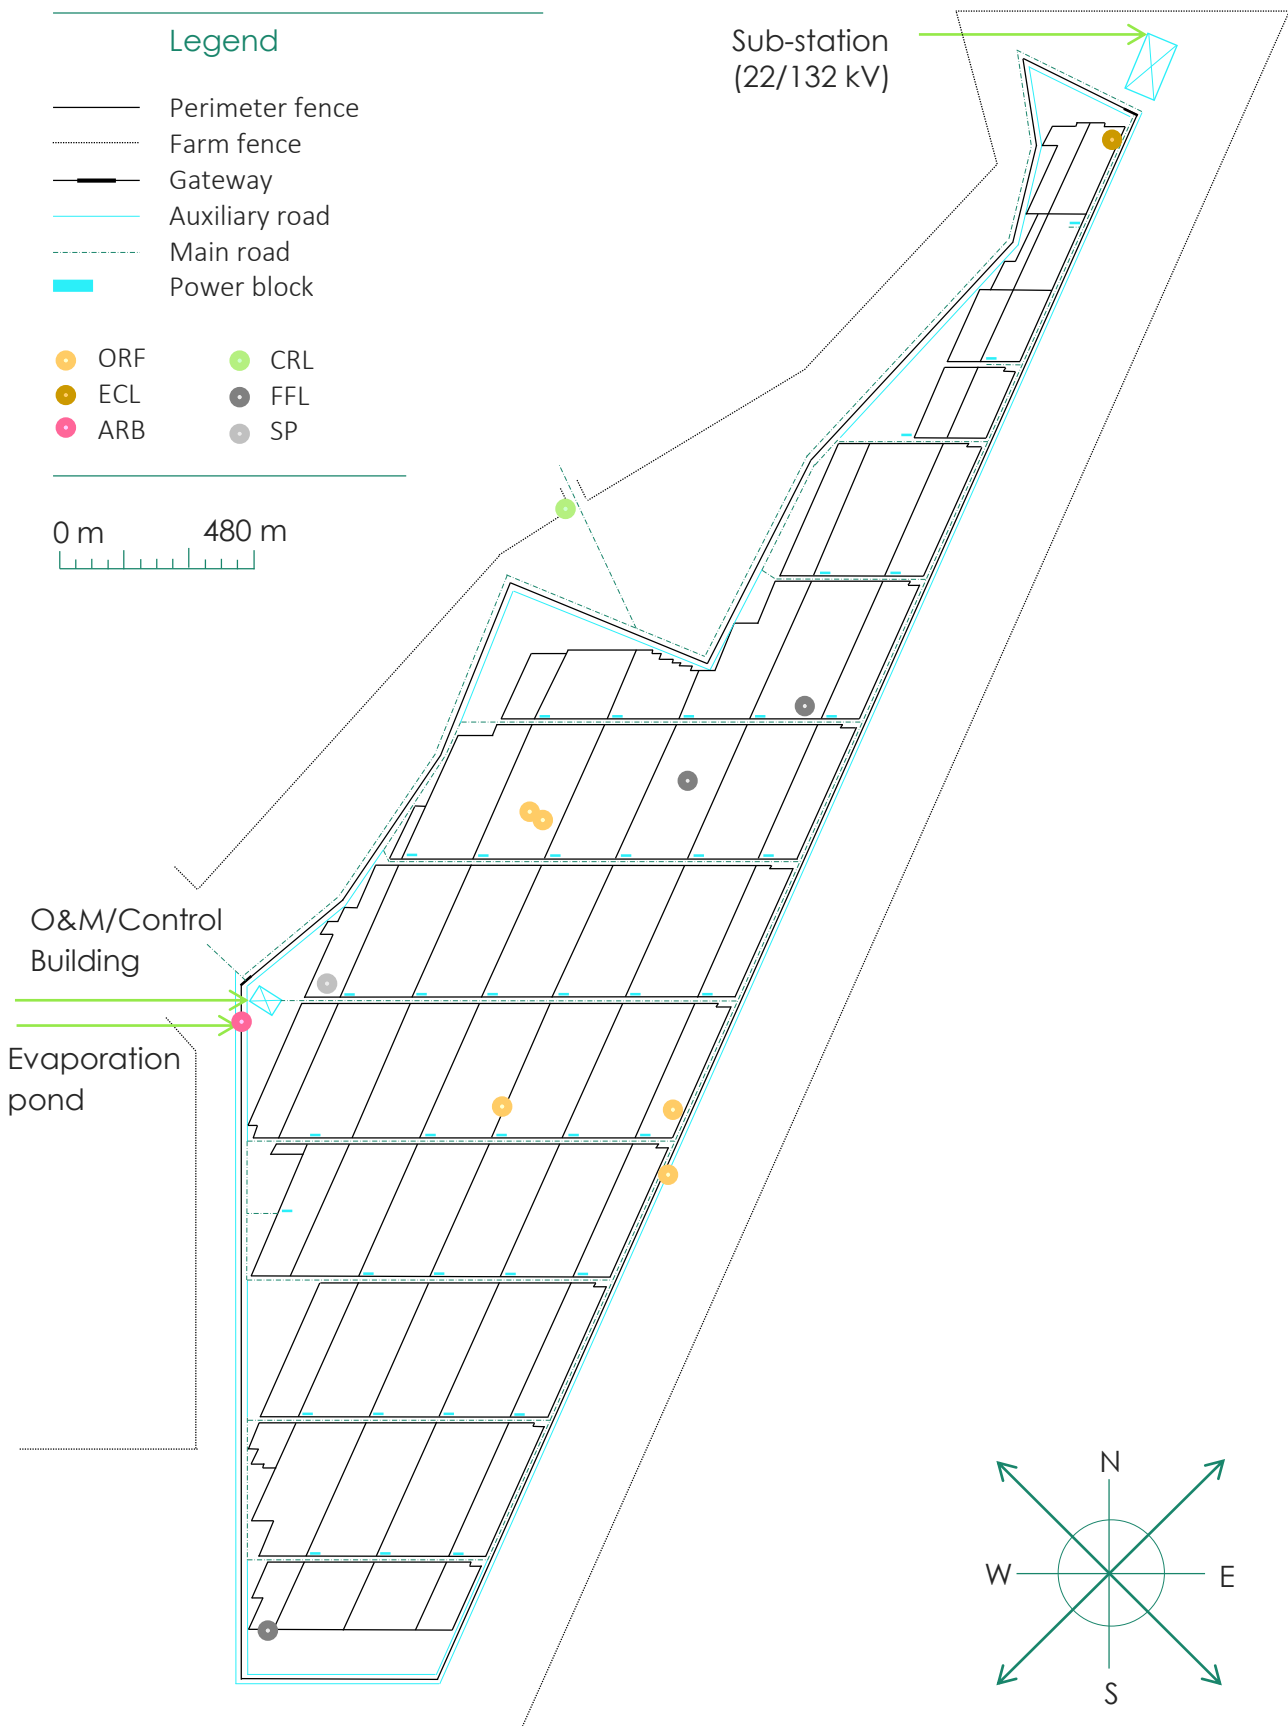 Legend
Perimeter fence
Farm fence
Gateway
Auxiliary road
Main road
Power block
ORF
CRL
ECL
FFL
ARB
SP
0 m
480 m
Sub-station
(22/132 kV)
O&M/Control
Building
Evaporation
pond
N
W
E
S